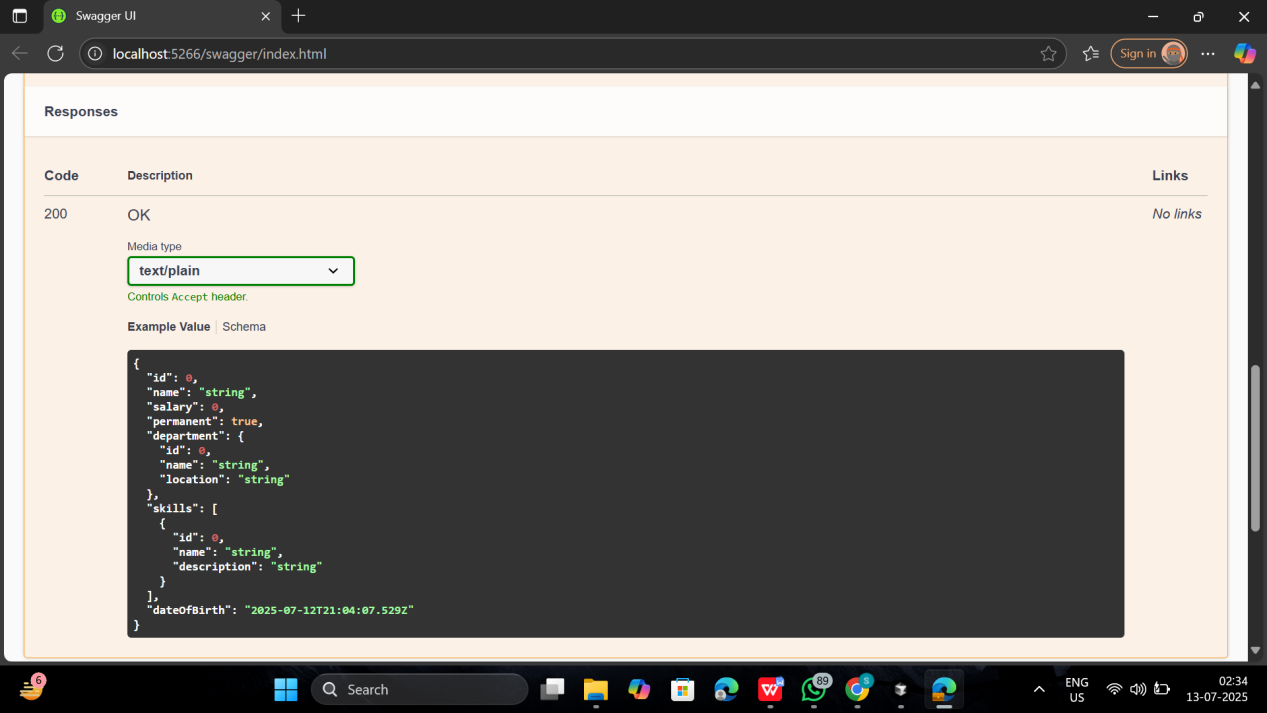 Swagger UI
localhost:5266/swagger/index.html
Sign in
Responses
Code Description Links
200 OK No links
Media type
text/plain
Controls Accept header.
Example Value Schema
{
"id": 0,
"name": "string",
"salary": 0,
"permanent": true,
"department": {
"id": 0,
"name": "string",
"location": "string"
},
"skills": [
{
"id": 0,
"name": "string",
"description": "string"
}
],
"dateOfBirth": "2025-07-12T21:04:07.529Z"
}
6
Search
W
89
S
ENG
US
02:34
13-07-2025